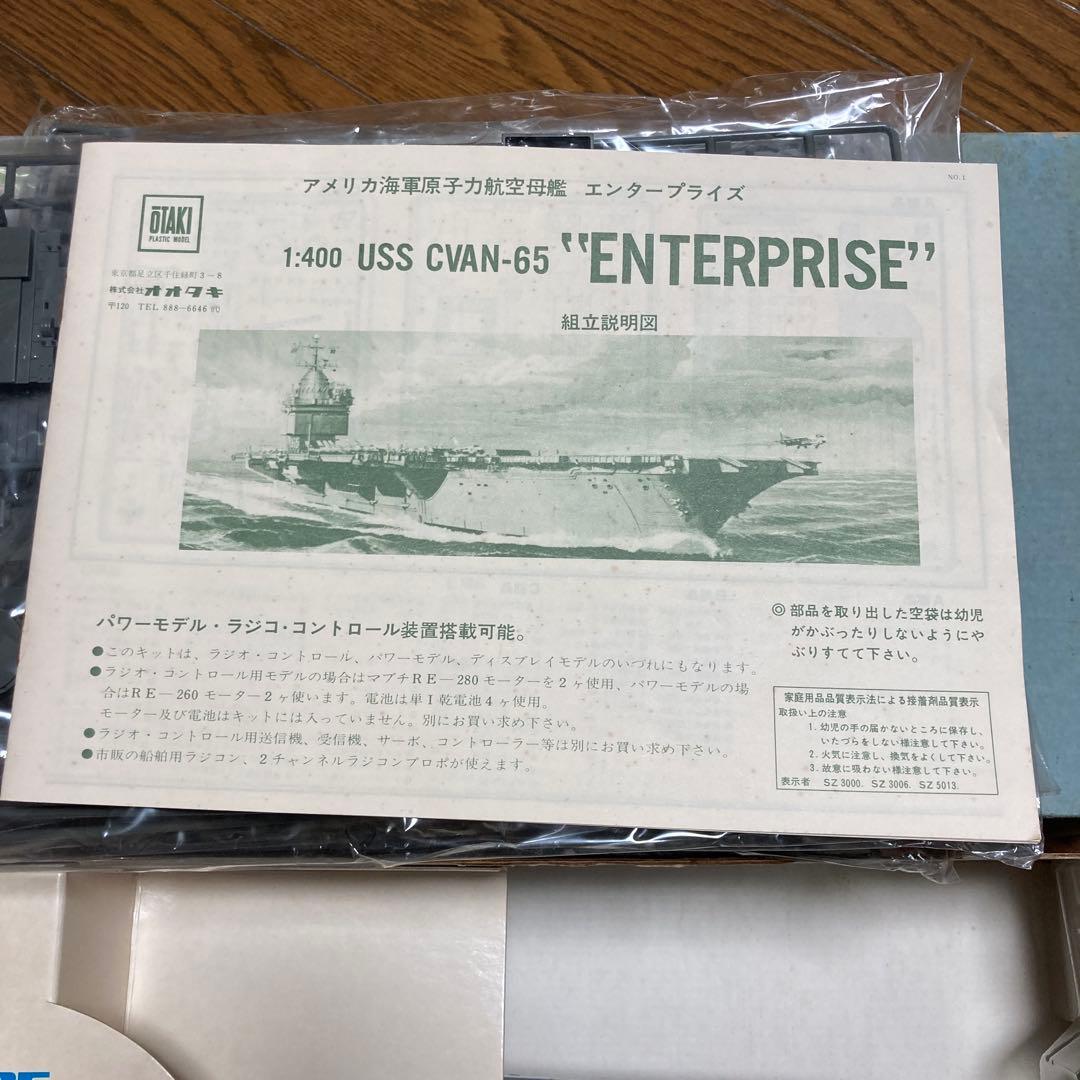 NO.1
アメリカ海軍原子力航空母艦 エンタープライズ
ŌTAKI
PLASTIC MODEL
1:400 USS CVAN-65 "ENTERPRISE"
東京都足立区千住緑町3-8
株式会社オオタキ
〒120 TEL 888-6646 ㈹
組立説明図
パワーモデル・ラジコ・コントロール装置搭載可能。
●このキットは、ラジオ・コントロール、パワーモデル、ディスプレイモデルのいづれにもなります。
●ラジオ・コントロール用モデルの場合はマブチRE-280モーターを2ヶ使用、パワーモデルの場
合はRE-260モーター2ヶ使います。電池は単1乾電池4ヶ使用。
モーター及び電池はキットには入っていません。別にお買い求め下さい。
●ラジオ・コントロール用送信機、受信機、サーボ、コントローラー等は別にお買い求め下さい。
●市販の船舶用ラジコン、2チャンネルラジコンプロポが使えます。
◎部品を取り出した空袋は幼児
がかぶったりしないようにや
ぶりすてて下さい。
家庭用品品質表示法による接着剤品質表示
取扱い上の注意
1. 幼児の手の届かないところに保存し、
いたづらをしない様注意して下さい。
2. 火気に注意し、換気をよくして下さい。
3. 故意に吸わない様注意して下さい。
表示者 SZ 3000. SZ 3006. SZ 5013.